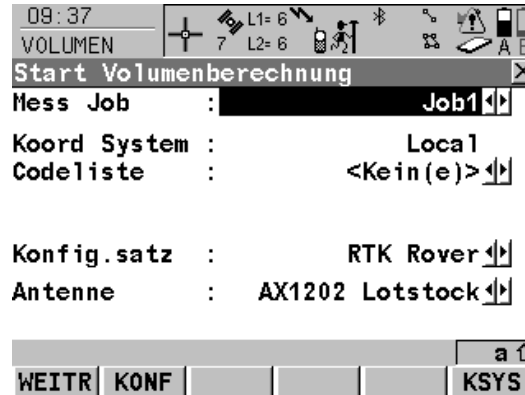 09:37
VOLUMEN
7
L1= 6
L2= 6
A
Start Volumenberechnung
Mess Job : Job1
Koord System : Local
Codeliste : <Kein(e)>
Konfig.satz : RTK Rover
Antenne : AX1202 Lotstock
a
WEITR KONF KSYS